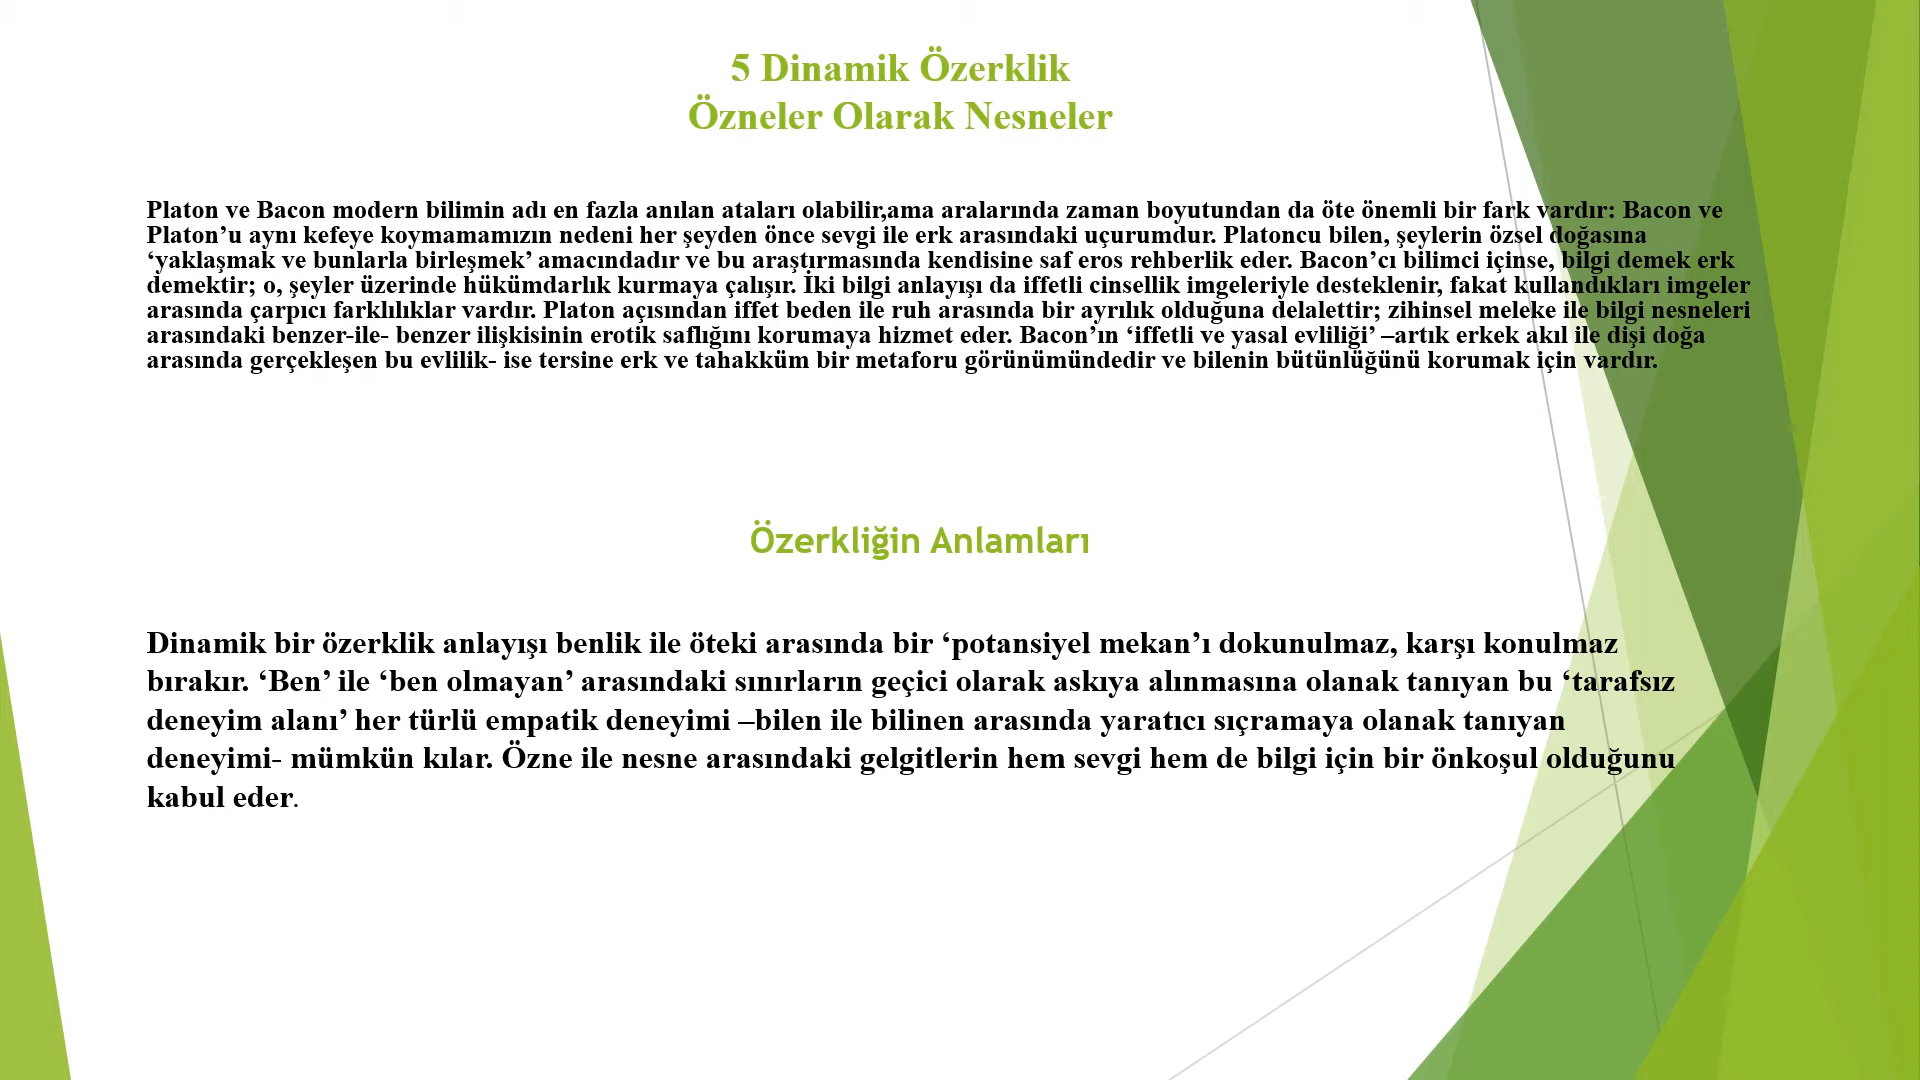 5 Dinamik Özerklik
Özneler Olarak Nesneler
Platon ve Bacon modern bilimin adı en fazla anılan ataları olabilir,ama aralarında zaman boyutundan da öte önemli bir fark vardır: Bacon ve
Platon’u aynı kefeye koymamamızın nedeni her şeyden önce sevgi ile erk arasındaki uçurumdur. Platoncu bilen, şeylerin özsel doğasına
‘yaklaşmak ve bunlarla birleşmek’ amacındadır ve bu araştırmasında kendisine saf eros rehberlik eder. Bacon’cı bilimci içinse, bilgi demek erk
demektir; o, şeyler üzerinde hükümdarlık kurmaya çalışır. İki bilgi anlayışı da iffetli cinsellik imgeleriyle desteklenir, fakat kullandıkları imgeler
arasında çarpıcı farklılıklar vardır. Platon açısından iffet beden ile ruh arasında bir ayrılık olduğuna delalettir; zihinsel meleke ile bilgi nesneleri
arasındaki benzer-ile- benzer ilişkisinin erotik saflığını korumaya hizmet eder. Bacon’ın ‘iffetli ve yasal evliliği’ –artık erkek akıl ile dişi doğa
arasında gerçekleşen bu evlilik- ise tersine erk ve tahakküm bir metaforu görünümündedir ve bilenin bütünlüğünü korumak için vardır.
Özerkliğin Anlamları
Dinamik bir özerklik anlayışı benlik ile öteki arasında bir ‘potansiyel mekan’ı dokunulmaz, karşı konulmaz
bırakır. ‘Ben’ ile ‘ben olmayan’ arasındaki sınırların geçici olarak askıya alınmasına olanak tanıyan bu ‘tarafsız
deneyim alanı’ her türlü empatik deneyimi –bilen ile bilinen arasında yaratıcı sıçramaya olanak tanıyan
deneyimi- mümkün kılar. Özne ile nesne arasındaki gelgitlerin hem sevgi hem de bilgi için bir önkoşul olduğunu
kabul eder.